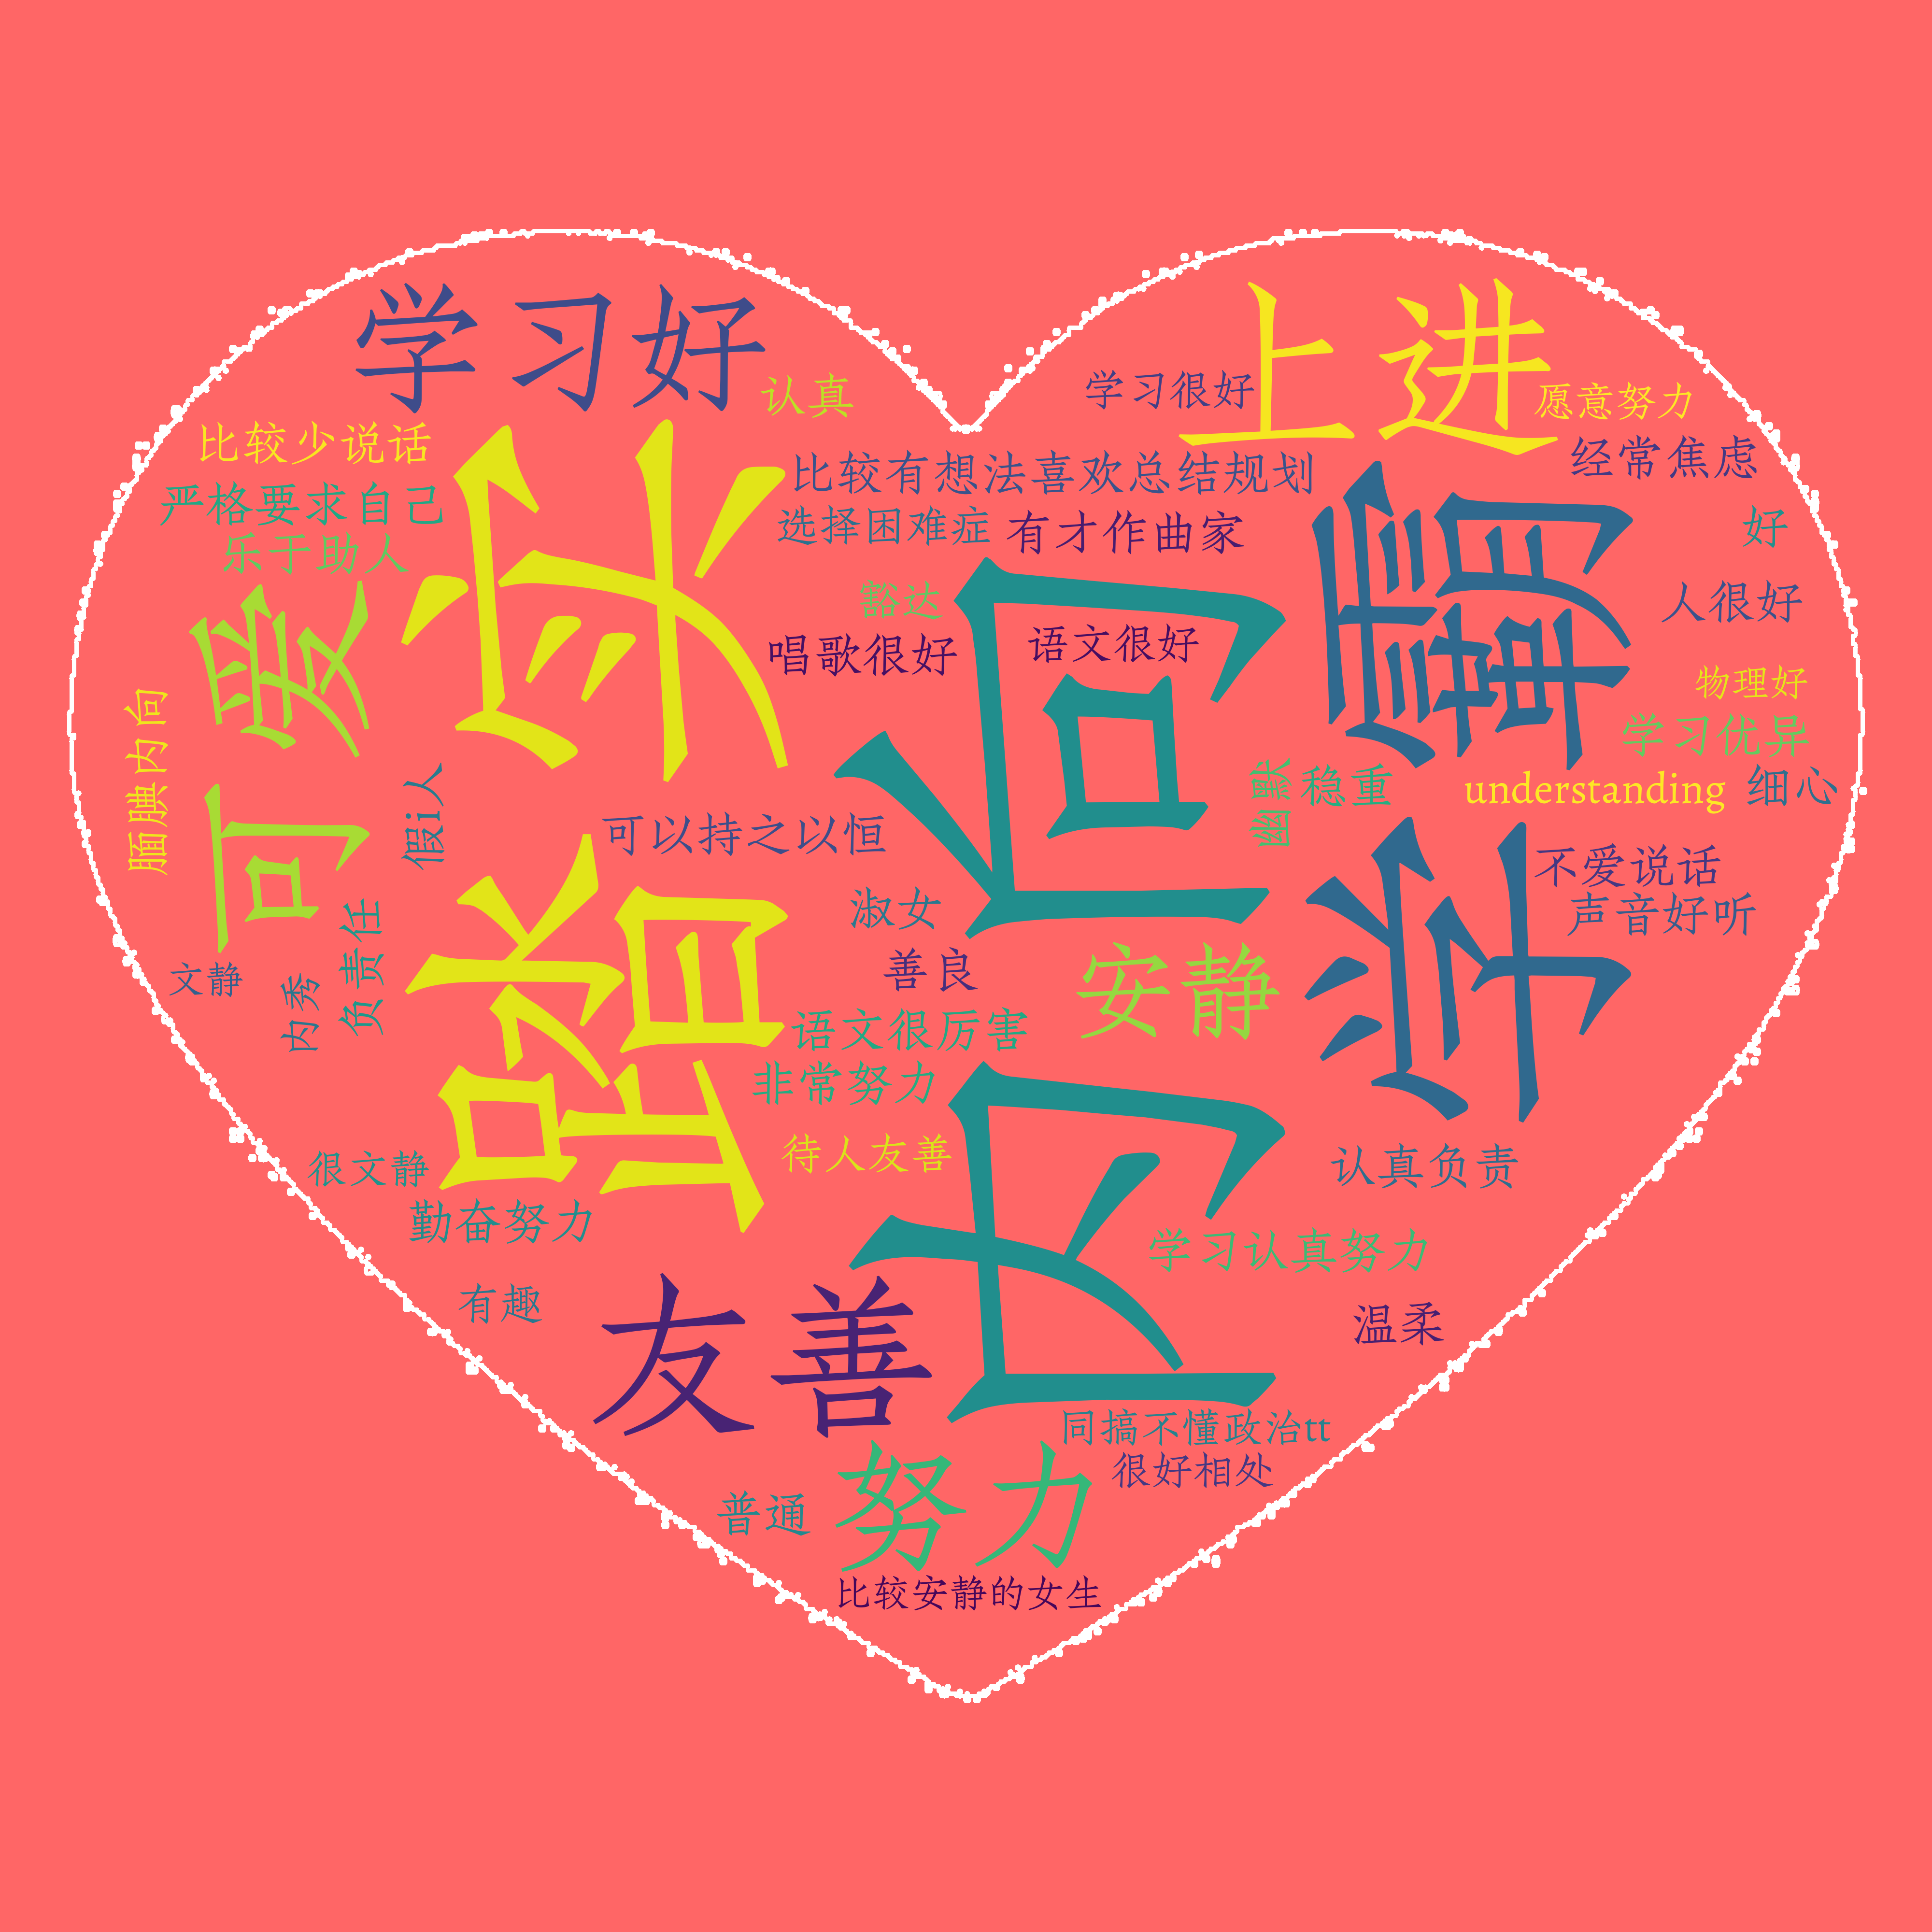 学习好
上进
认真
学习很好
愿意努力
比较少说话
比较有想法喜欢总结规划
经常焦虑
严格要求自己
选择困难症
有才作曲家
好
乐于助人
豁达
人很好
唱歌很好
语文很好
踏实
内向
学霸
可爱
物理好
学习优异
腼腆内向
假i人
幽默
稳重
understanding
细心
可以持之以恒
不爱说话
淑女
声音好听
文静
内秀
负责任
善良
安静
语文很厉害
非常努力
很文静
待人友善
认真负责
勤奋努力
学习认真努力
有趣
友善
温柔
同搞不懂政治tt
很好相处
普通
努力
比较安静的女生